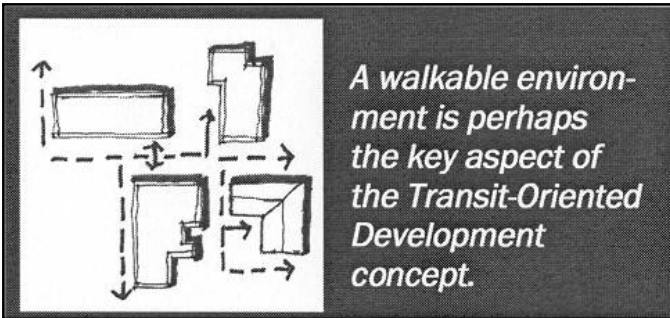 A walkable environ-
ment is perhaps
the key aspect of
the Transit-Oriented
Development
concept.